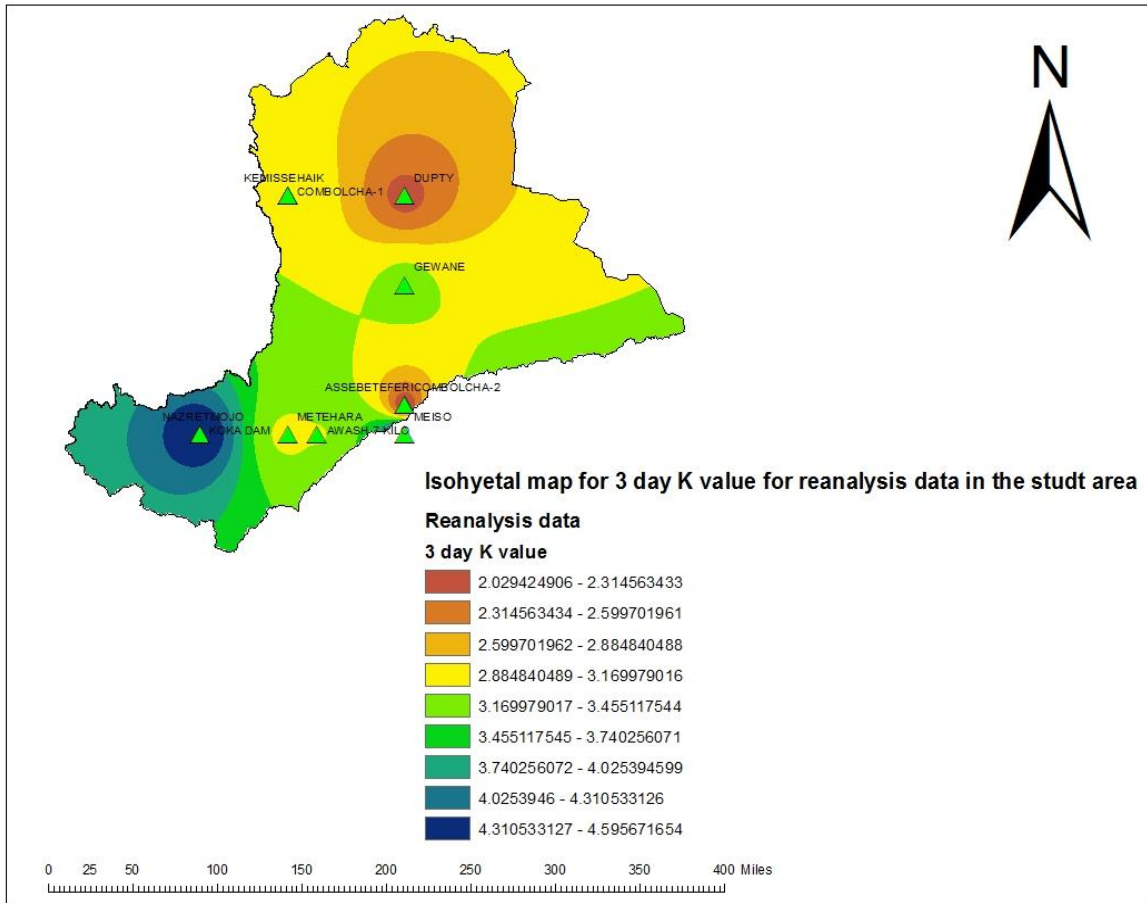 N
KEMISSEHAIK
COMBOLCHA-1
DUPTY
GEWANE
ASSEBETEFERICOMBOLCHA-2
NAZRETMOJO
KOKA DAM
METEHARA
AWASH 7 KILO
MEISO
Isohyetal map for 3 day K value for reanalysis data in the studt area
Reanalysis data
3 day K value
2.029424906 - 2.314563433
2.314563434 - 2.599701961
2.599701962 - 2.884840488
2.884840489 - 3.169979016
3.169979017 - 3.455117544
3.455117545 - 3.740256071
3.740256072 - 4.025394599
4.0253946 - 4.310533126
4.310533127 - 4.595671654
0 25 50 100 150 200 250 300 350 400 Miles